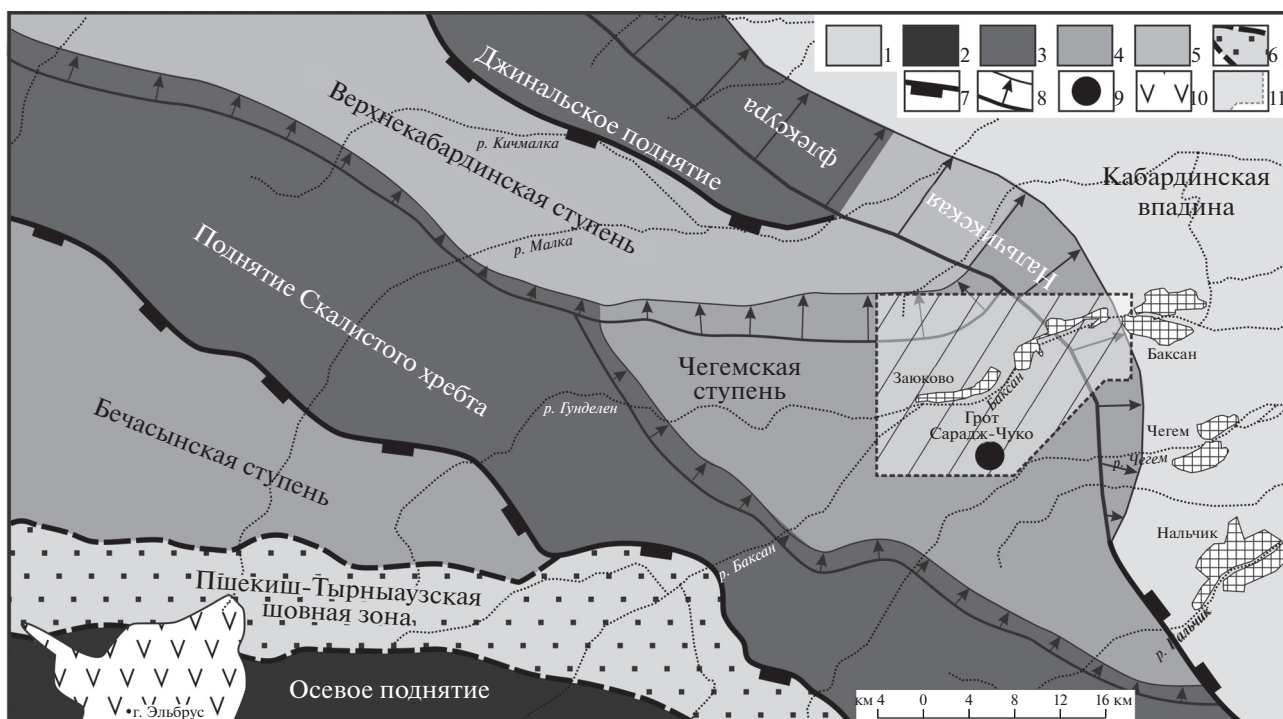 1 2 3 4 5 6
7 8 9 10 11
Джинальское поднятие
флексура
Нальчикская
Кабардинская
впадина
Верхнекабардинская ступень
р. Кичмалка
р. Малка
Поднятие Скалистого хребта
Чегемская
ступень
Заюково
Баксан
Баксан
р. Гунделен
Грот
Сарадж-Чуко
Чегем
р. Чегем
Бечасынская ступень
Нальчик
р. Баксан
Пшекиш-Тырныаузская
шовная зона
р. Нальчик
Осевое поднятие
г. Эльбрус
км 4 0 4 8 12 16 км